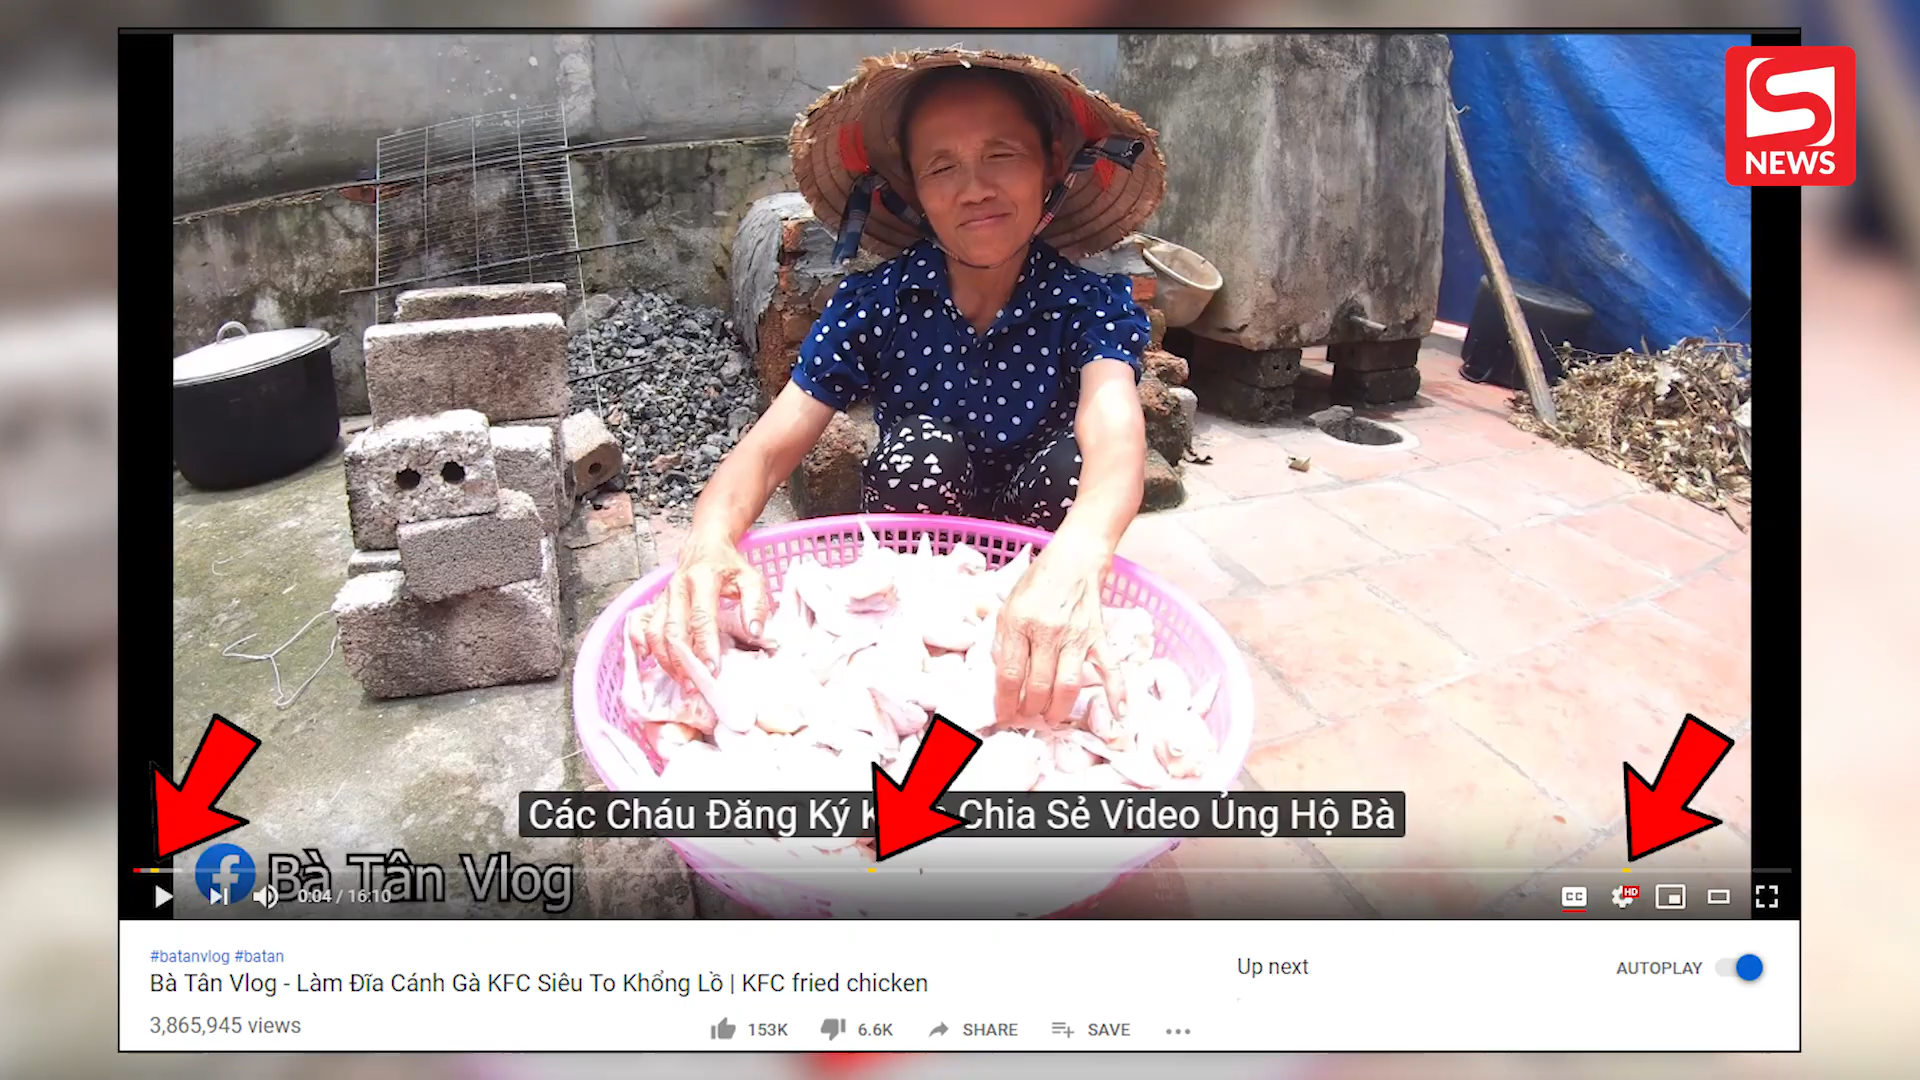 S
NEWS
Các Cháu Đăng Ký Chia Sẻ Video Ủng Hộ Bà
f Bà Tân Vlog
0:04 / 16:10
CC
HD
#batanvlog #batan
Bà Tân Vlog - Làm Đĩa Cánh Gà KFC Siêu To Khổng Lồ | KFC fried chicken
3,865,945 views
153K
6.6K
SHARE
SAVE
Up next
AUTOPLAY